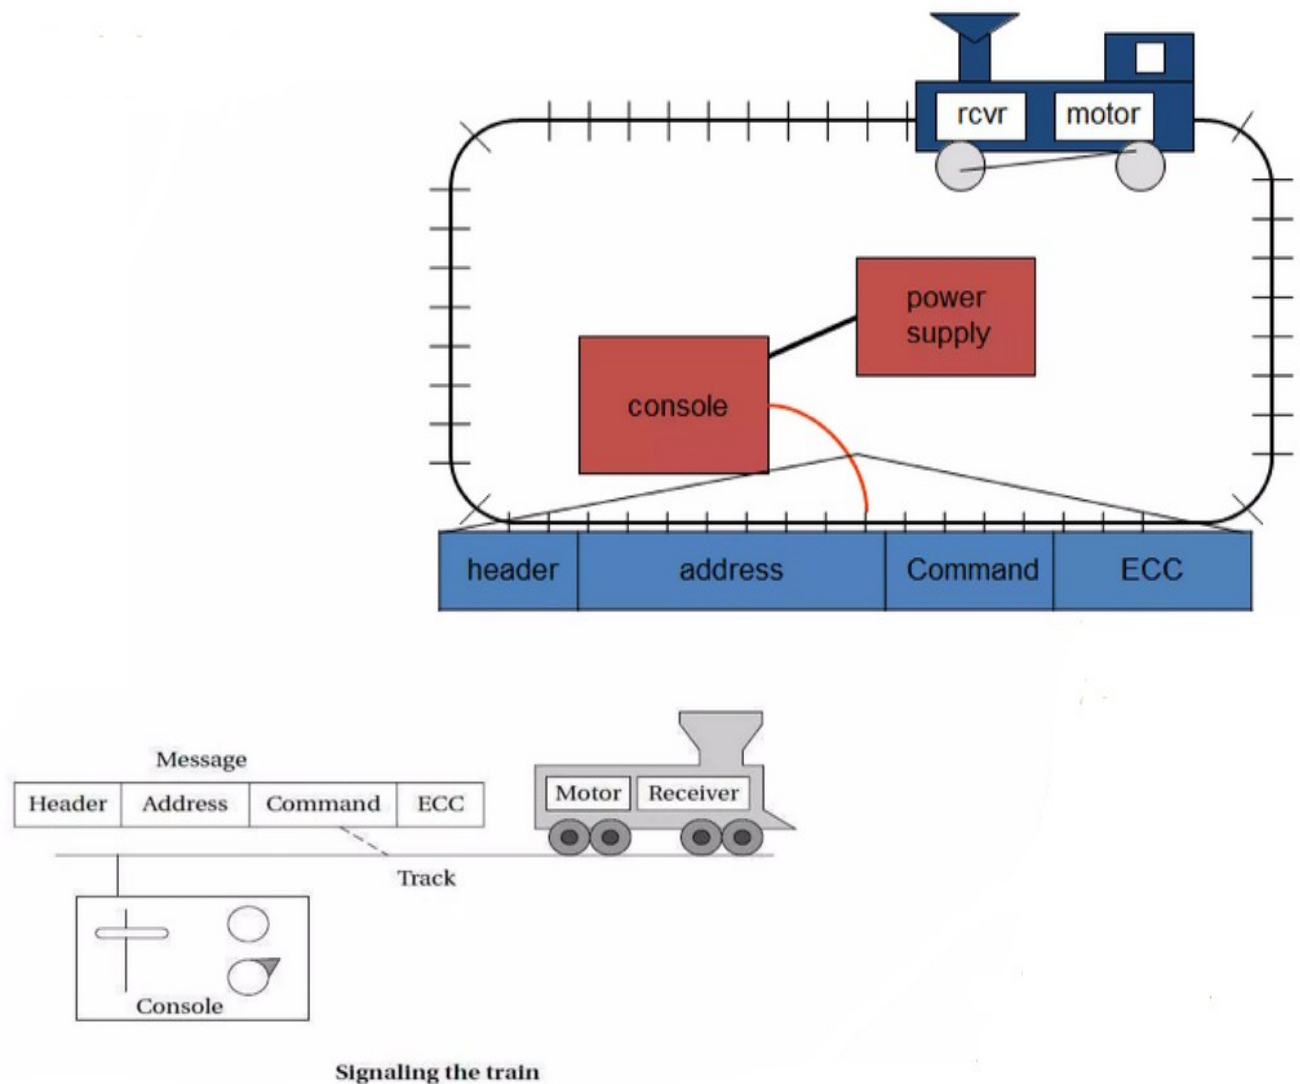 rcvr motor
power
supply
console
header address Command ECC
Message
Header Address Command ECC
Motor Receiver
Track
Console
Signaling the train